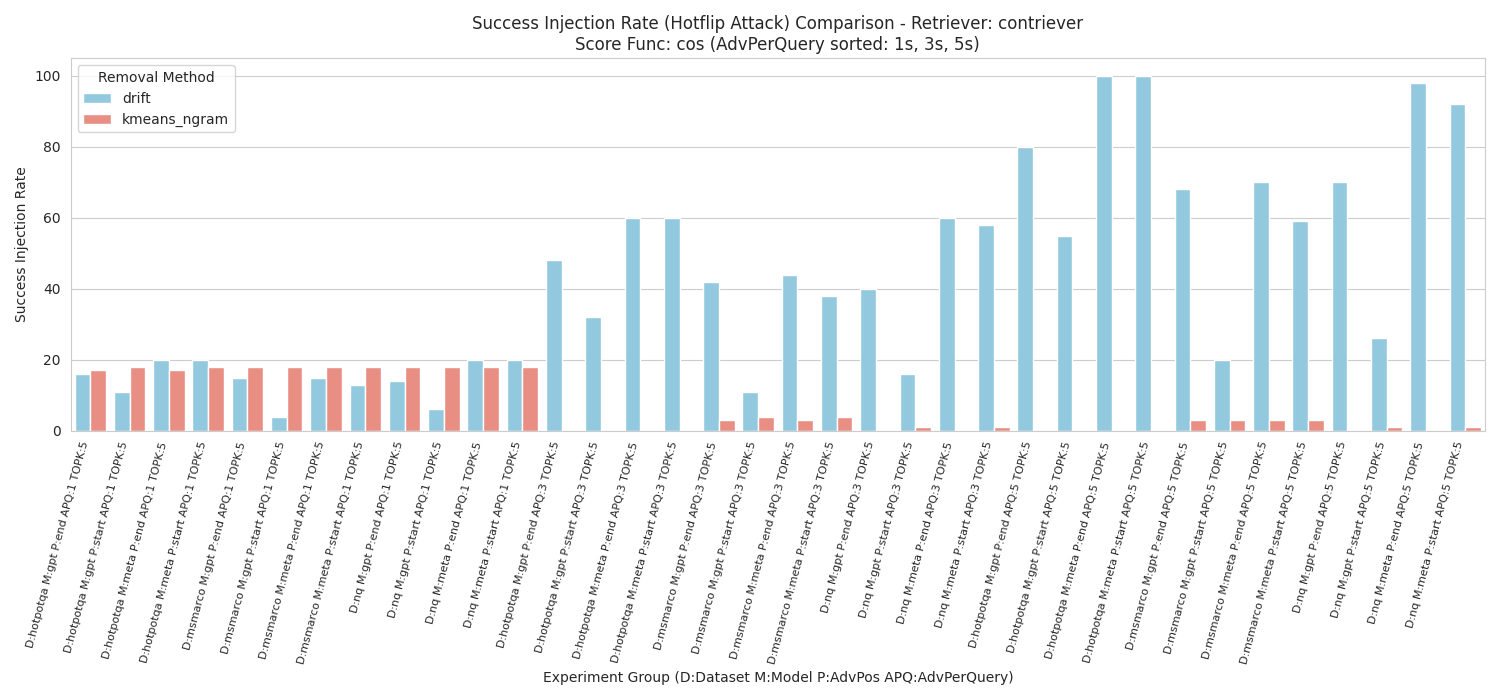 Success Injection Rate (Hotflip Attack) Comparison - Retriever: contriever
Score Func: cos (AdvPerQuery sorted: 1s, 3s, 5s)
Removal Method
drift
kmeans_ngram
Success Injection Rate
100
80
60
40
20
0
D:hotpotqa M:gpt P:end APQ:1 TOPK:5
D:hotpotqa M:gpt P:start APQ:1 TOPK:5
D:hotpotqa M:meta P:end APQ:1 TOPK:5
D:hotpotqa M:meta P:start APQ:1 TOPK:5
D:msmarco M:gpt P:end APQ:1 TOPK:5
D:msmarco M:gpt P:start APQ:1 TOPK:5
D:msmarco M:meta P:end APQ:1 TOPK:5
D:msmarco M:meta P:start APQ:1 TOPK:5
D:nq M:gpt P:end APQ:1 TOPK:5
D:nq M:gpt P:start APQ:1 TOPK:5
D:nq M:meta P:end APQ:1 TOPK:5
D:nq M:meta P:start APQ:1 TOPK:5
D:hotpotqa M:gpt P:end APQ:3 TOPK:5
D:hotpotqa M:gpt P:start APQ:3 TOPK:5
D:hotpotqa M:meta P:end APQ:3 TOPK:5
D:hotpotqa M:meta P:start APQ:3 TOPK:5
D:msmarco M:gpt P:end APQ:3 TOPK:5
D:msmarco M:gpt P:start APQ:3 TOPK:5
D:msmarco M:meta P:end APQ:3 TOPK:5
D:msmarco M:meta P:start APQ:3 TOPK:5
D:nq M:gpt P:end APQ:3 TOPK:5
D:nq M:gpt P:start APQ:3 TOPK:5
D:nq M:meta P:end APQ:3 TOPK:5
D:nq M:meta P:start APQ:3 TOPK:5
D:hotpotqa M:gpt P:end APQ:5 TOPK:5
D:hotpotqa M:gpt P:start APQ:5 TOPK:5
D:hotpotqa M:meta P:end APQ:5 TOPK:5
D:hotpotqa M:meta P:start APQ:5 TOPK:5
D:msmarco M:gpt P:end APQ:5 TOPK:5
D:msmarco M:gpt P:start APQ:5 TOPK:5
D:msmarco M:meta P:end APQ:5 TOPK:5
D:msmarco M:meta P:start APQ:5 TOPK:5
D:nq M:gpt P:end APQ:5 TOPK:5
D:nq M:gpt P:start APQ:5 TOPK:5
D:nq M:meta P:end APQ:5 TOPK:5
D:nq M:meta P:start APQ:5 TOPK:5
Experiment Group (D:Dataset M:Model P:AdvPos APQ:AdvPerQuery)